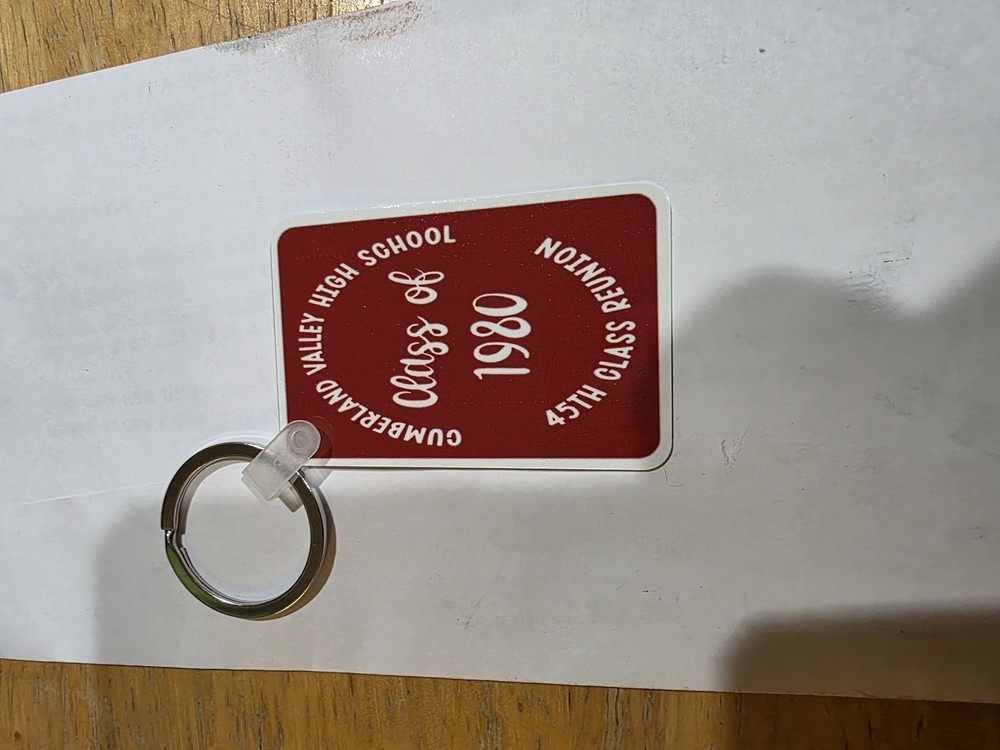 CUMBERLAND VALLEY HIGH SCHOOL
Class of
1980
45TH CLASS REUNION